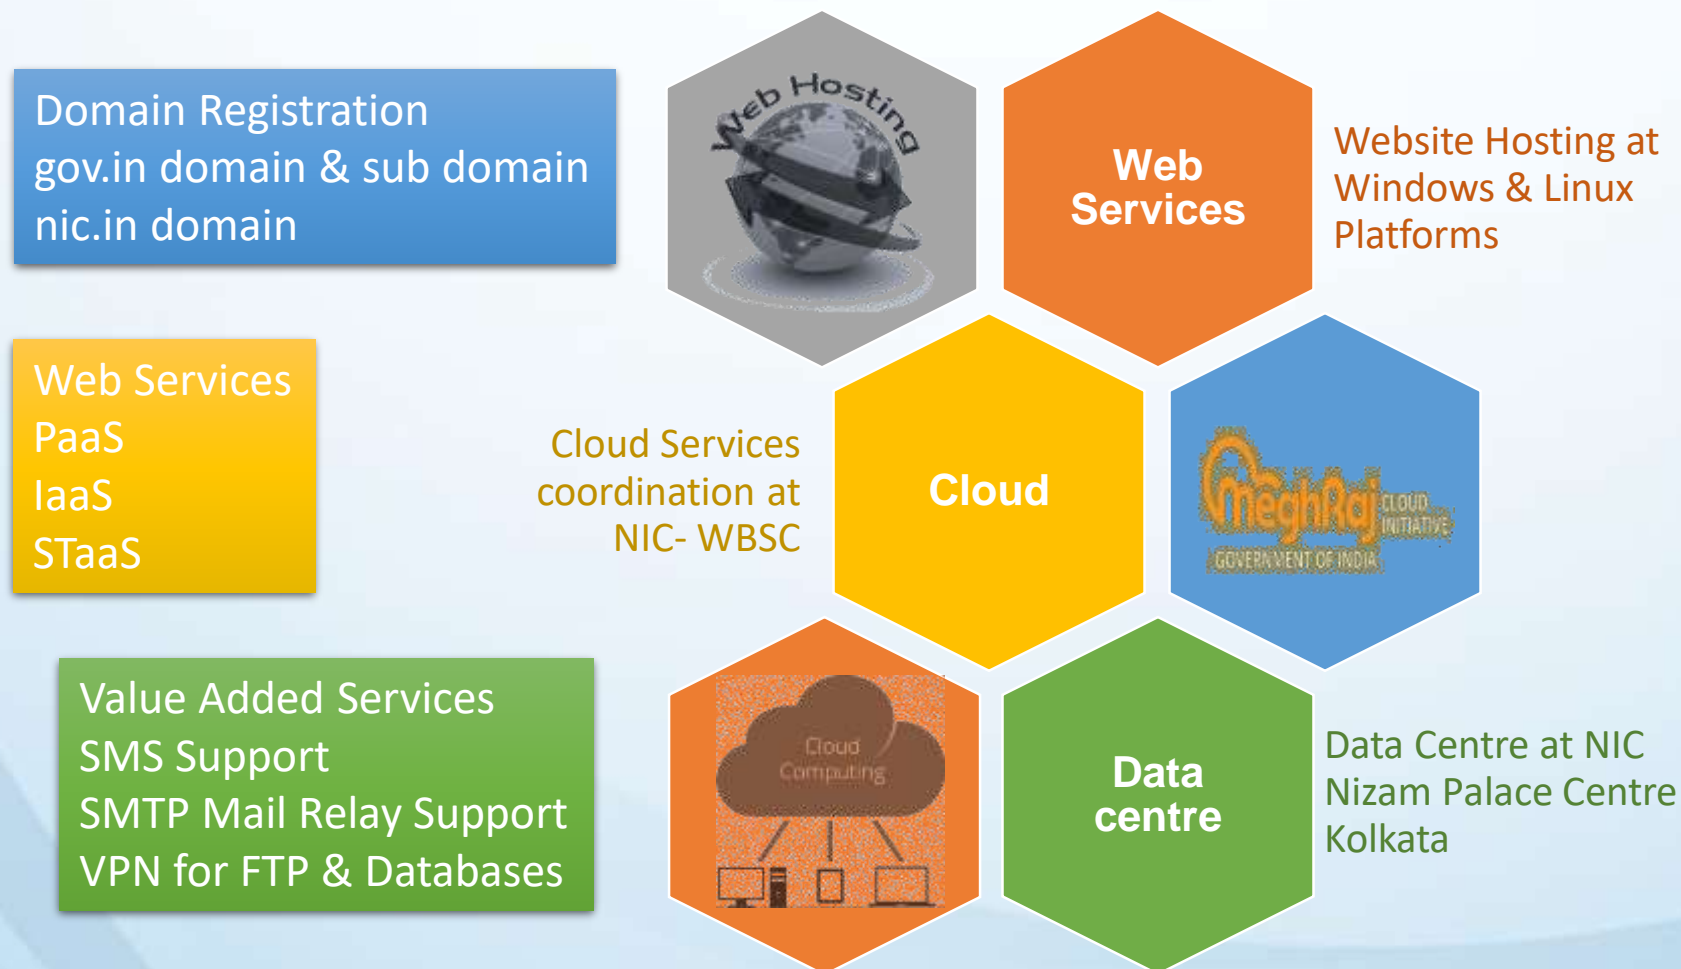 Domain Registration
gov.in domain & sub domain
nic.in domain
Web Hosting
Web
Services
Website Hosting at
Windows & Linux
Platforms
Web Services
PaaS
IaaS
STaaS
Cloud Services
coordination at
NIC- WBSC
Cloud
meghRaj CLOUD
INITIATIVE
GOVERNMENT OF INDIA
Value Added Services
SMS Support
SMTP Mail Relay Support
VPN for FTP & Databases
Cloud
Computing
Data
centre
Data Centre at NIC
Nizam Palace Centre
Kolkata